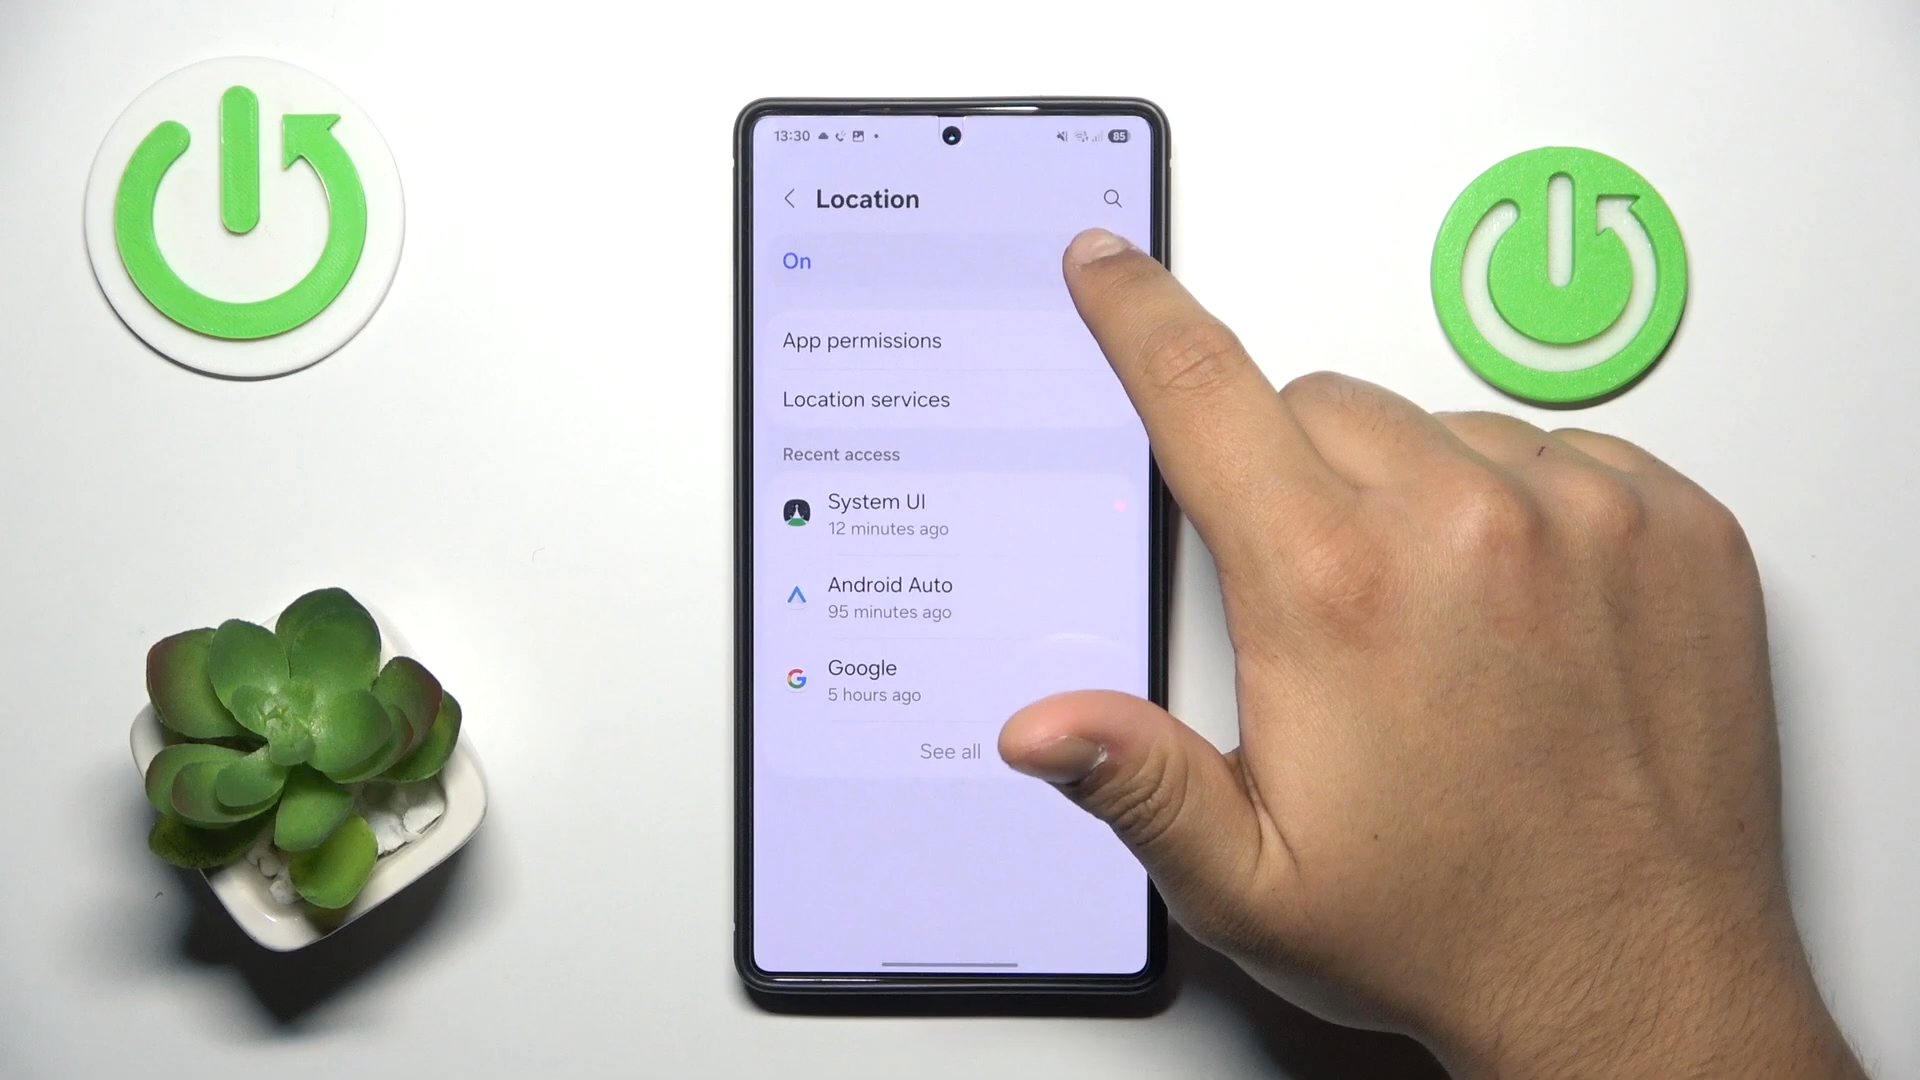 13:30
85
Location
On
App permissions
Location services
Recent access
System UI
12 minutes ago
Android Auto
95 minutes ago
Google
5 hours ago
See all